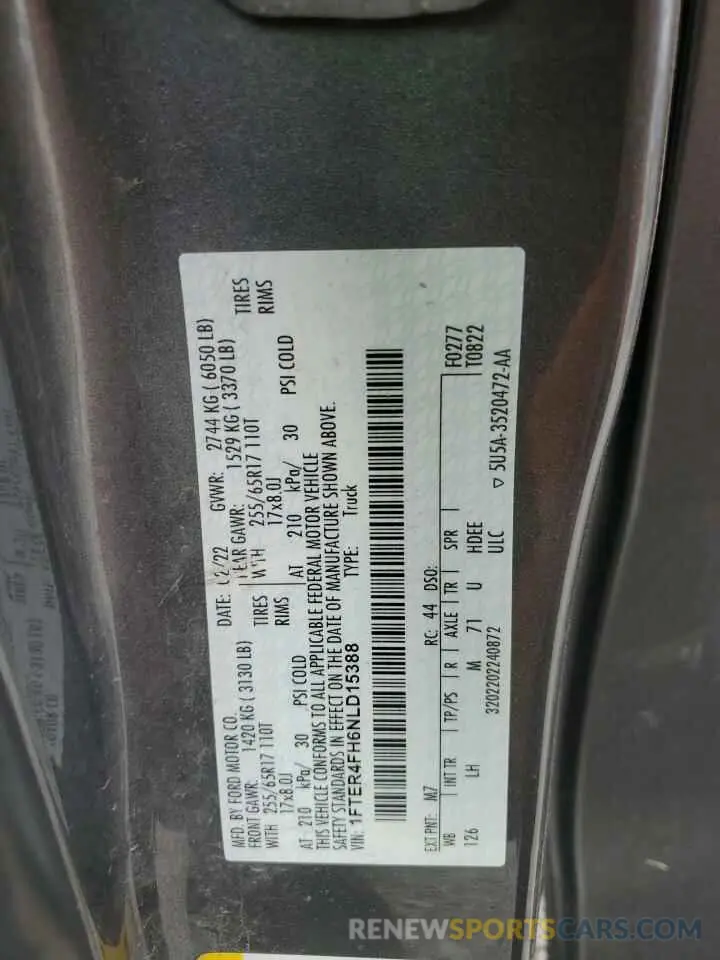 MFD. BY FORD MOTOR CO.
DATE: 02/22 GVWR: 2744 KG ( 6050 LB)
FRONT GAWR: 1420 KG ( 3130 LB) REAR GAWR: 1529 KG ( 3370 LB)
WITH 255/65R17 110T TIRES WITH 255/65R17 110T TIRES
17x8.0J RIMS 17x8.0J RIMS
AT 210 kPa/ 30 PSI COLD AT 210 kPa/ 30 PSI COLD
THIS VEHICLE CONFORMS TO ALL APPLICABLE FEDERAL MOTOR VEHICLE
SAFETY STANDARDS IN EFFECT ON THE DATE OF MANUFACTURE SHOWN ABOVE.
VIN: 1FTER4FH6NLD15388 TYPE: Truck
EXT PNT: M7 RC: 44 DSO: F0277
WB INT TR TP/PS R AXLE TR SPR T0822
126 LH M 71 U HDEE
3202202240872 ULC ▽ 5U5A-3520472-AA
RENEWSPORTSCARS.COM